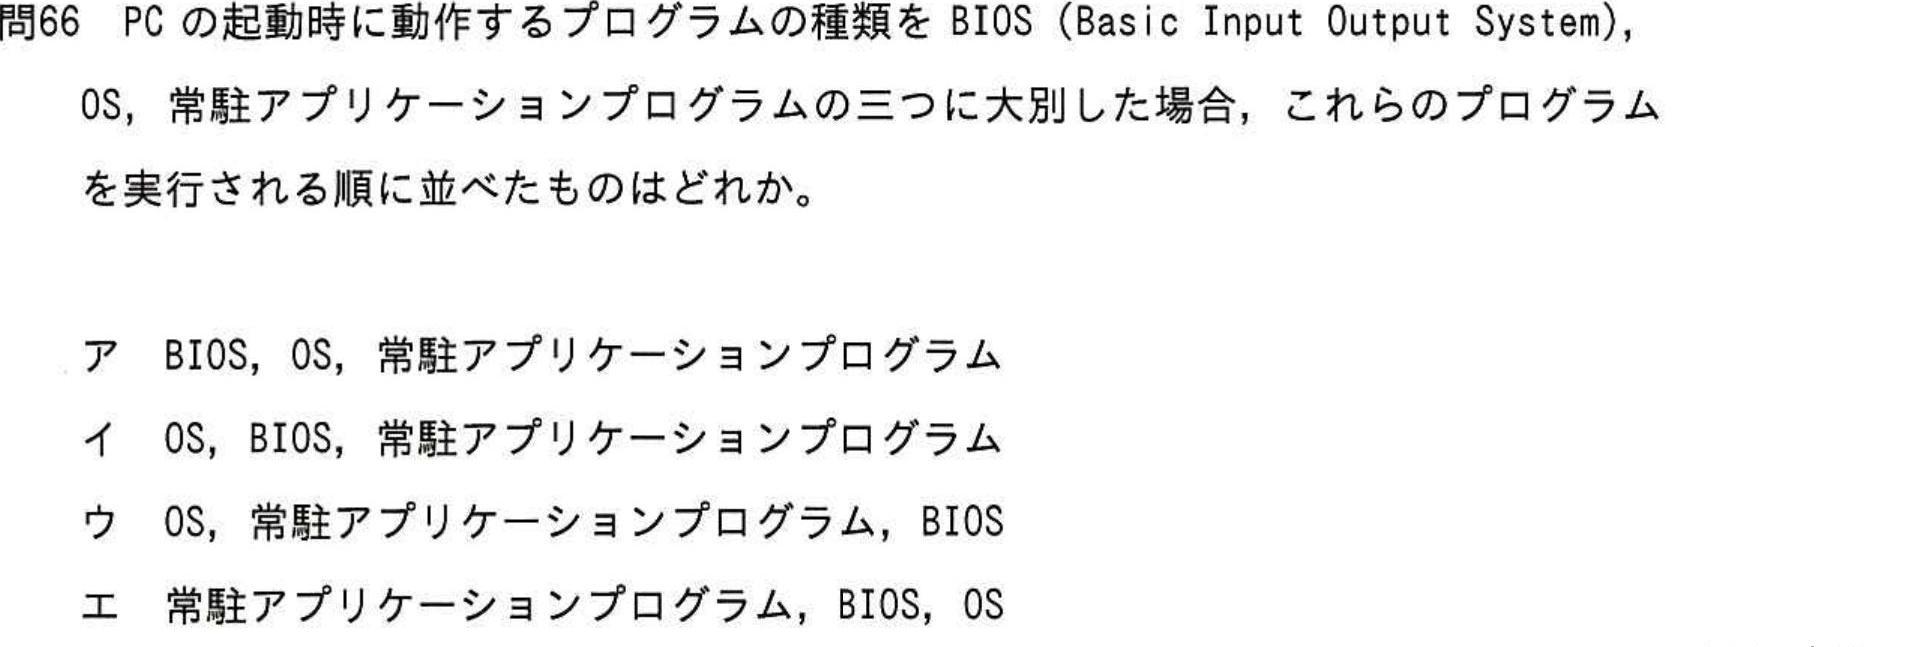 問66 PC の起動時に動作するプログラムの種類を BIOS (Basic Input Output System),
OS, 常駐アプリケーションプログラムの三つに大別した場合, これらのプログラム
を実行される順に並べたものはどれか。
ア BIOS, OS, 常駐アプリケーションプログラム
イ OS, BIOS, 常駐アプリケーションプログラム
ウ OS, 常駐アプリケーションプログラム, BIOS
エ 常駐アプリケーションプログラム, BIOS, OS